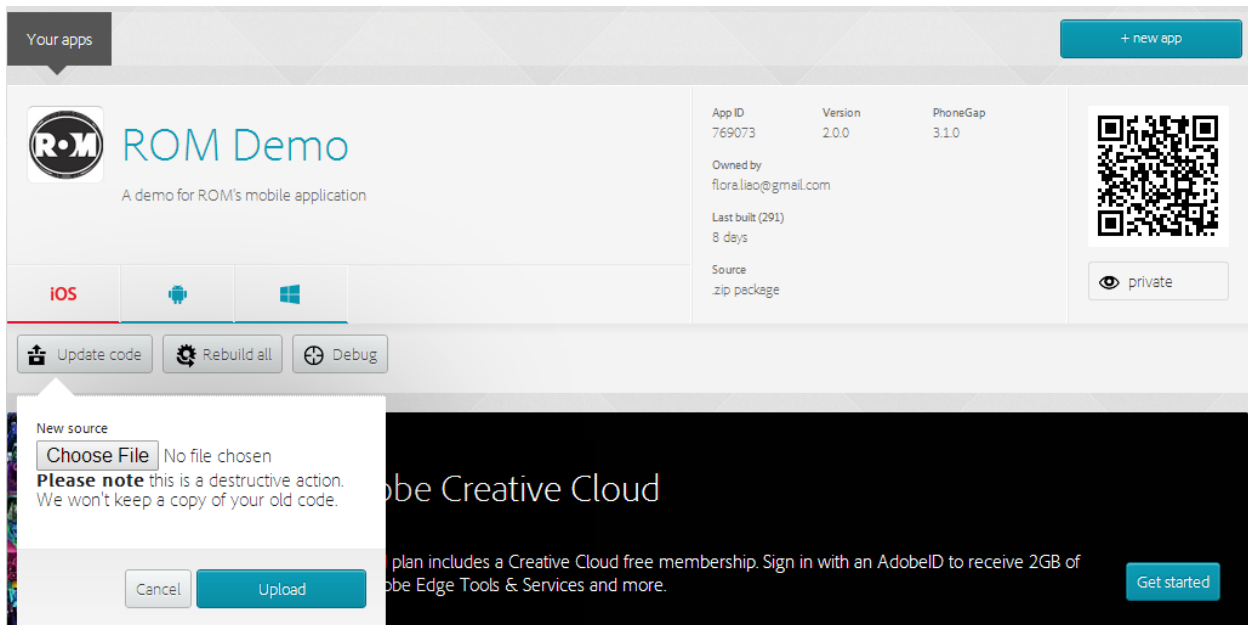 Your apps
+ new app
R•M
ROM Demo
A demo for ROM's mobile application
App ID
Version
PhoneGap
769073
2.0.0
3.1.0
Owned by
flora.liao@gmail.com
Last built (291)
8 days
Source
.zip package
private
iOS
Update code
Rebuild all
Debug
New source
Choose File No file chosen
Please note this is a destructive action.
We won't keep a copy of your old code.
Cancel
Upload
obe Creative Cloud
plan includes a Creative Cloud free membership. Sign in with an AdobeID to receive 2GB of
obe Edge Tools & Services and more.
Get started